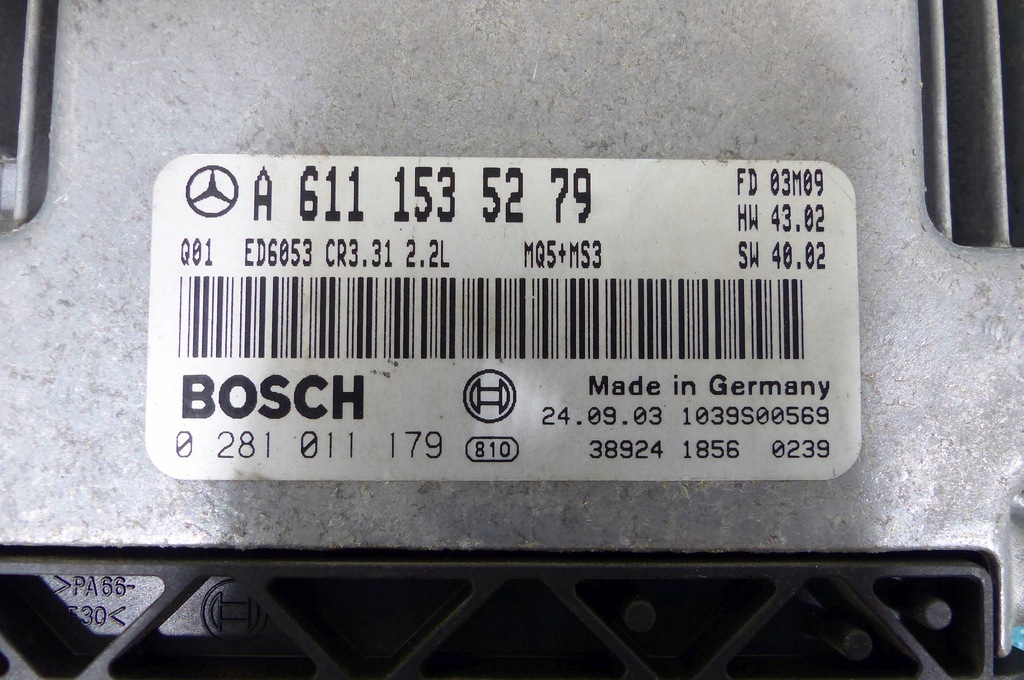 A 611 153 52 79
FD 03M09
HW 43.02
Q01 ED6053 CR3.31 2.2L MQ5+MS3 SW 40.02
BOSCH
Made in Germany
24.09.03 1039S00569
0 281 011 179 810 38924 1856 0239
>PA66-
30<